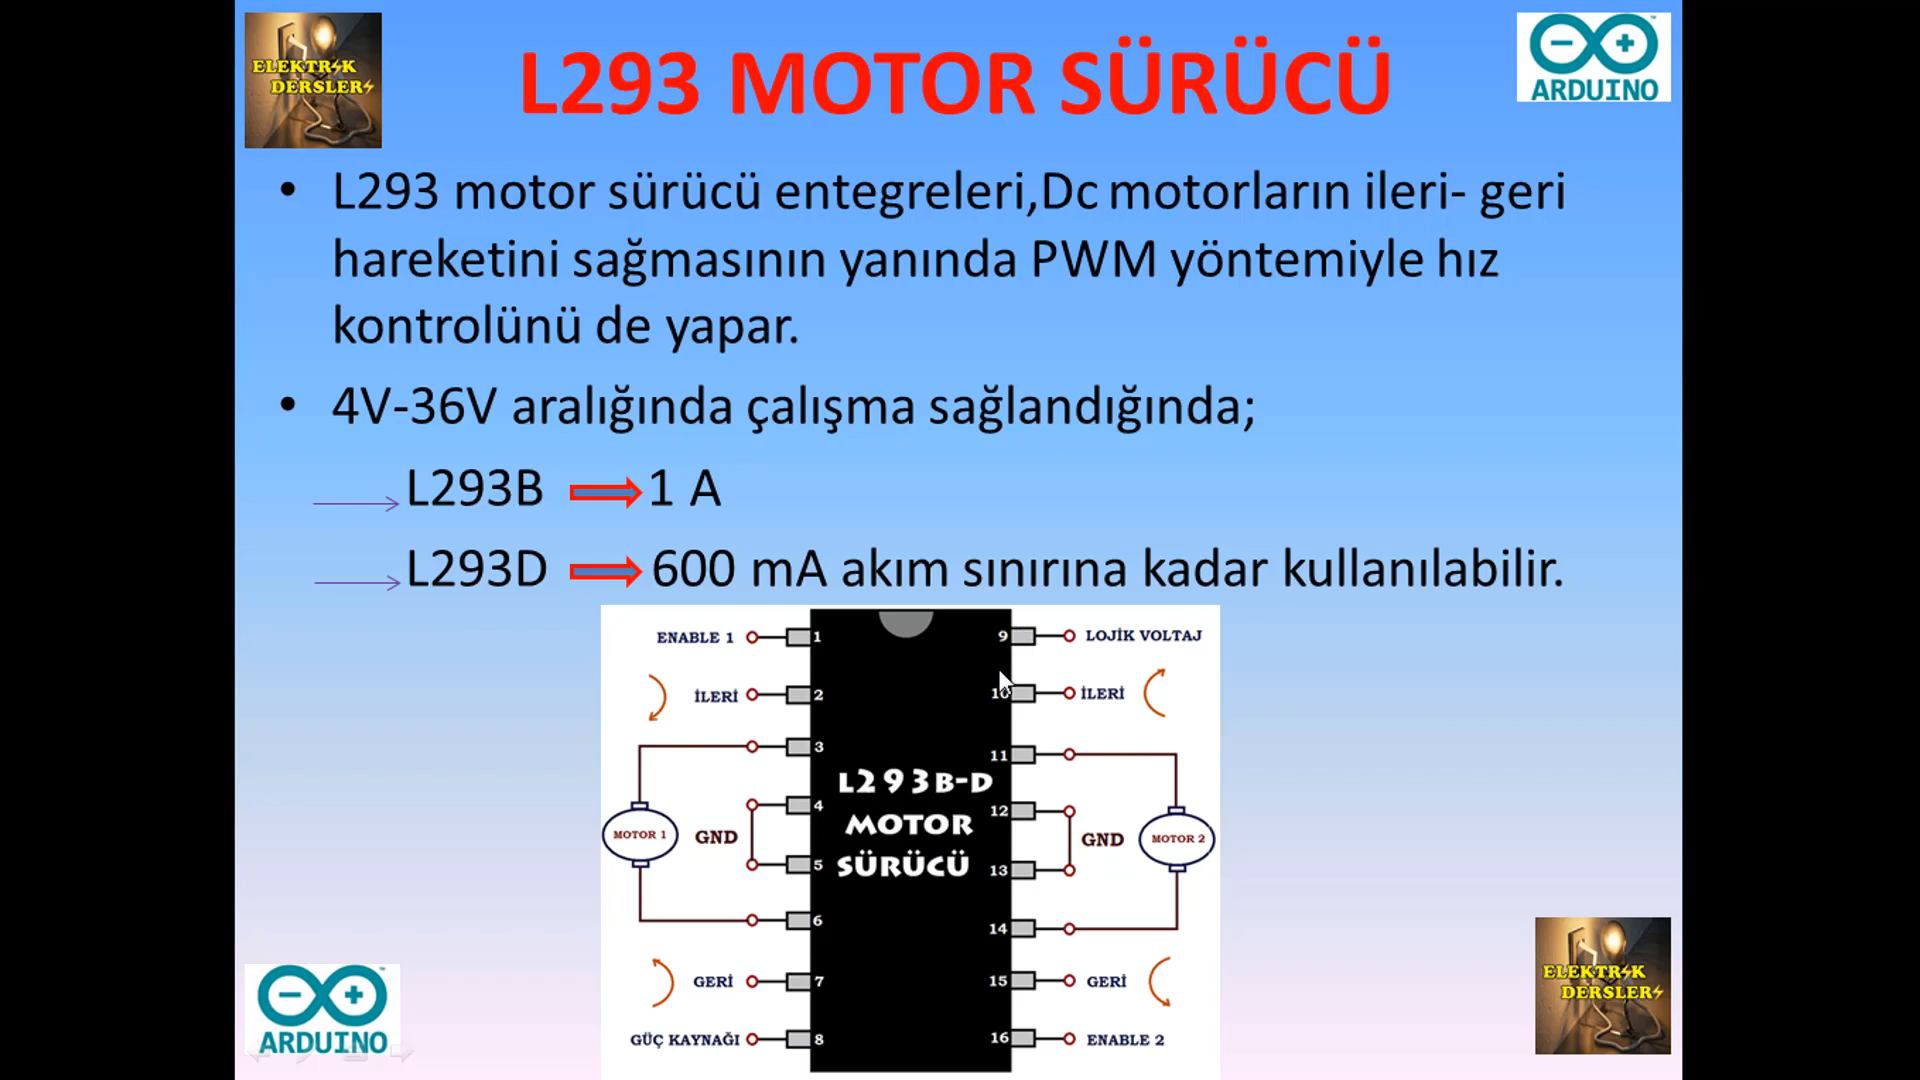 ELEKTR⚡K
DERSLER⚡
L293 MOTOR SÜRÜCÜ
ARDUINO
• L293 motor sürücü entegreleri,Dc motorların ileri- geri
hareketini sağmasının yanında PWM yöntemiyle hız
kontrolünü de yapar.
• 4V-36V aralığında çalışma sağlandığında;
L293B 1 A
L293D 600 mA akım sınırına kadar kullanılabilir.
ENABLE 1 1
İLERİ 2
3
4
5
6
GERİ 7
GÜÇ KAYNAĞI 8
MOTOR 1
GND
L293B-D
MOTOR
SÜRÜCÜ
9 LOJİK VOLTAJ
10 İLERİ
11
12
13
14
15 GERİ
16 ENABLE 2
GND
MOTOR 2
ARDUINO
ELEKTR⚡K
DERSLER⚡